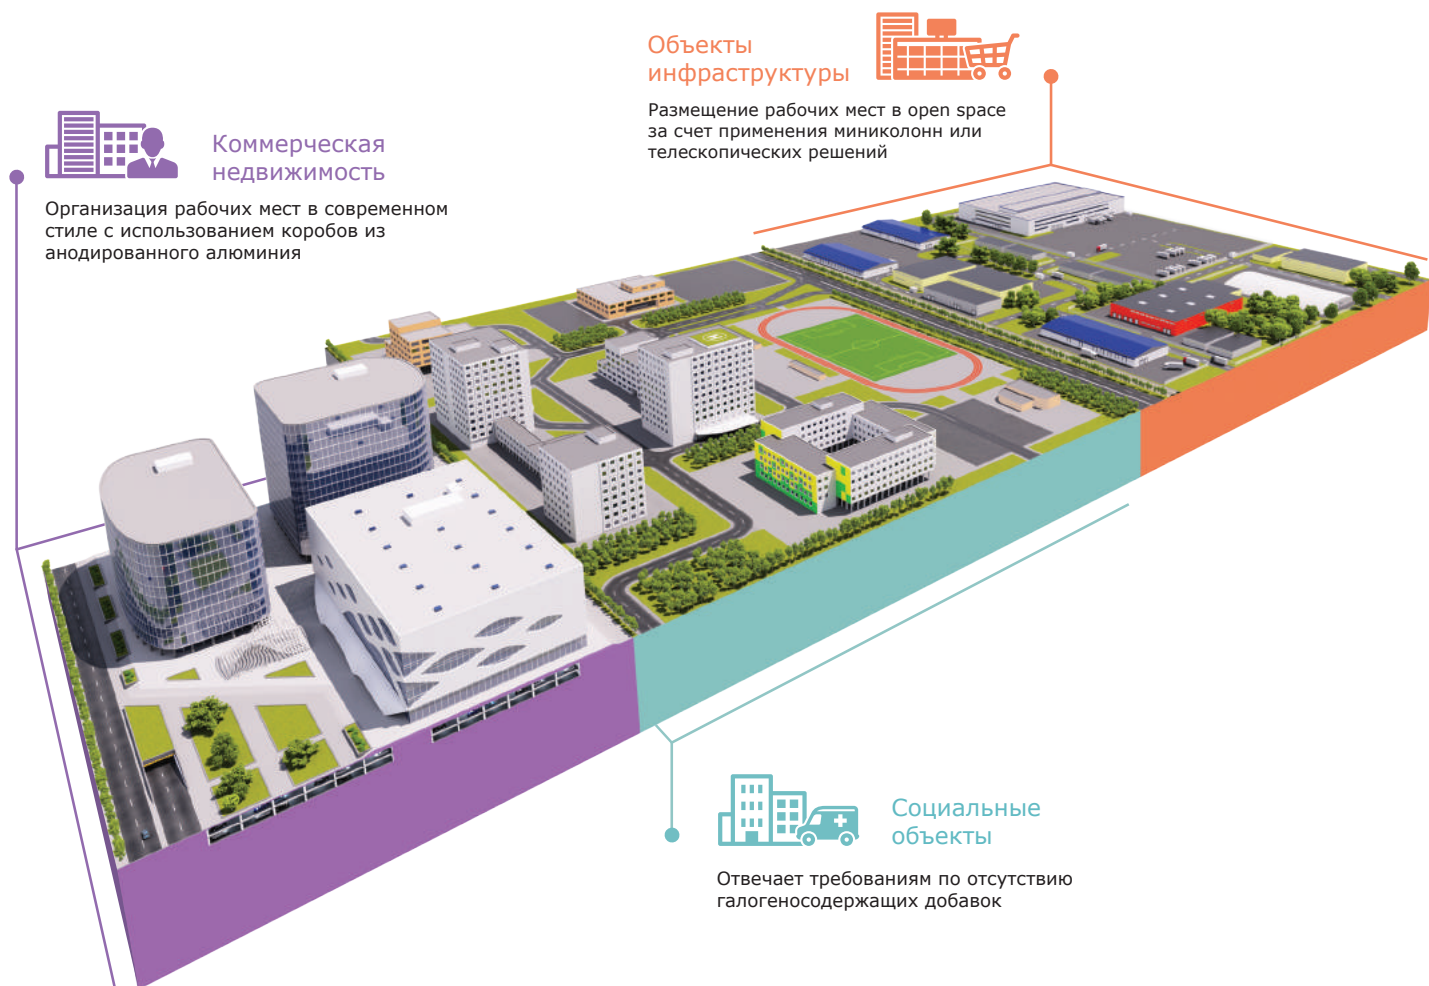 Объекты
инфраструктуры
Размещение рабочих мест в open space
за счет применения миниколонн или
телескопических решений
Коммерческая
недвижимость
Организация рабочих мест в современном
стиле с использованием коробов из
анодированного алюминия
Социальные
объекты
Отвечает требованиям по отсутствию
галогеносодержащих добавок